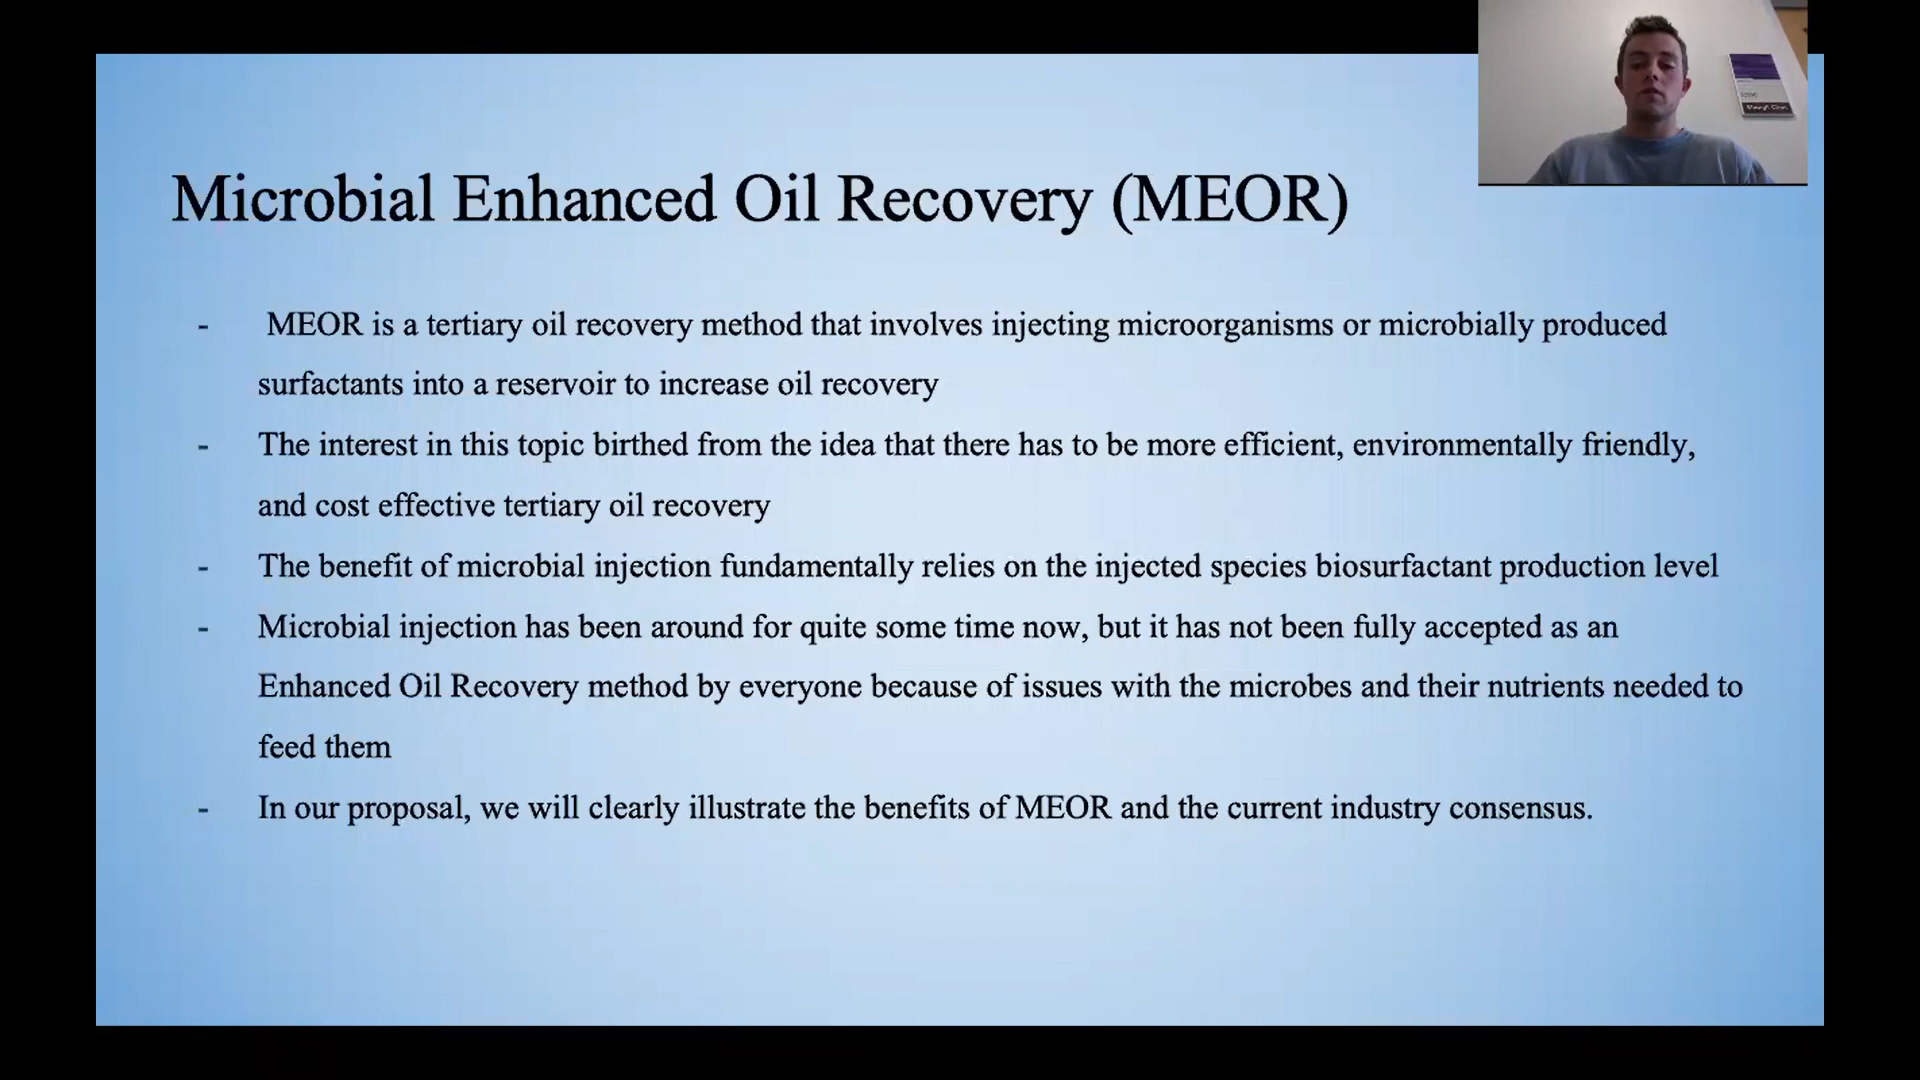 Microbial Enhanced Oil Recovery (MEOR)
- MEOR is a tertiary oil recovery method that involves injecting microorganisms or microbially produced
surfactants into a reservoir to increase oil recovery
- The interest in this topic birthed from the idea that there has to be more efficient, environmentally friendly,
and cost effective tertiary oil recovery
- The benefit of microbial injection fundamentally relies on the injected species biosurfactant production level
- Microbial injection has been around for quite some time now, but it has not been fully accepted as an
Enhanced Oil Recovery method by everyone because of issues with the microbes and their nutrients needed to
feed them
- In our proposal, we will clearly illustrate the benefits of MEOR and the current industry consensus.